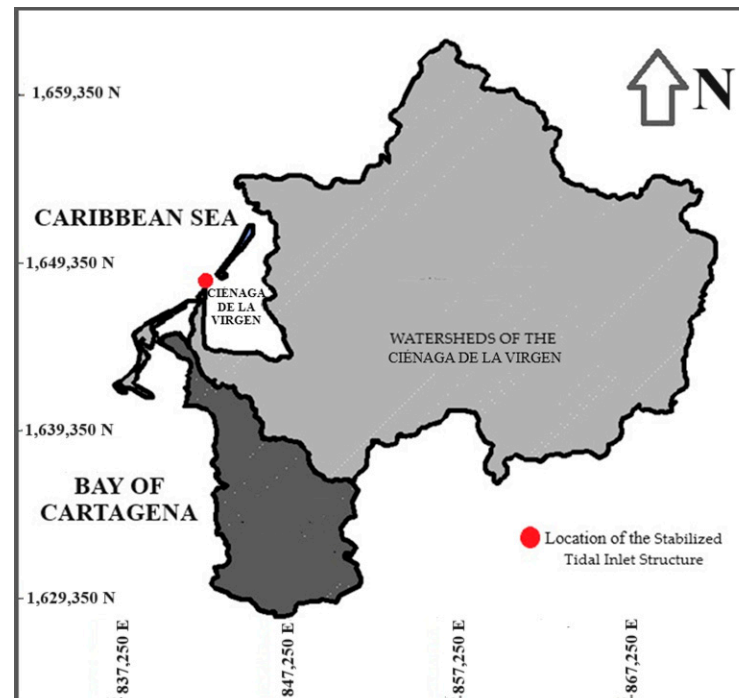 1,659,350 N
N
CARIBBEAN SEA
1,649,350 N
CIÉNAGA
DE LA
VIRGEN
WATERSHEDS OF THE
CIÉNAGA DE LA VIRGEN
1,639,350 N
BAY OF
CARTAGENA
Location of the Stabilized
Tidal Inlet Structure
1,629,350 N
837,250 E
847,250 E
857,250 E
867,250 E